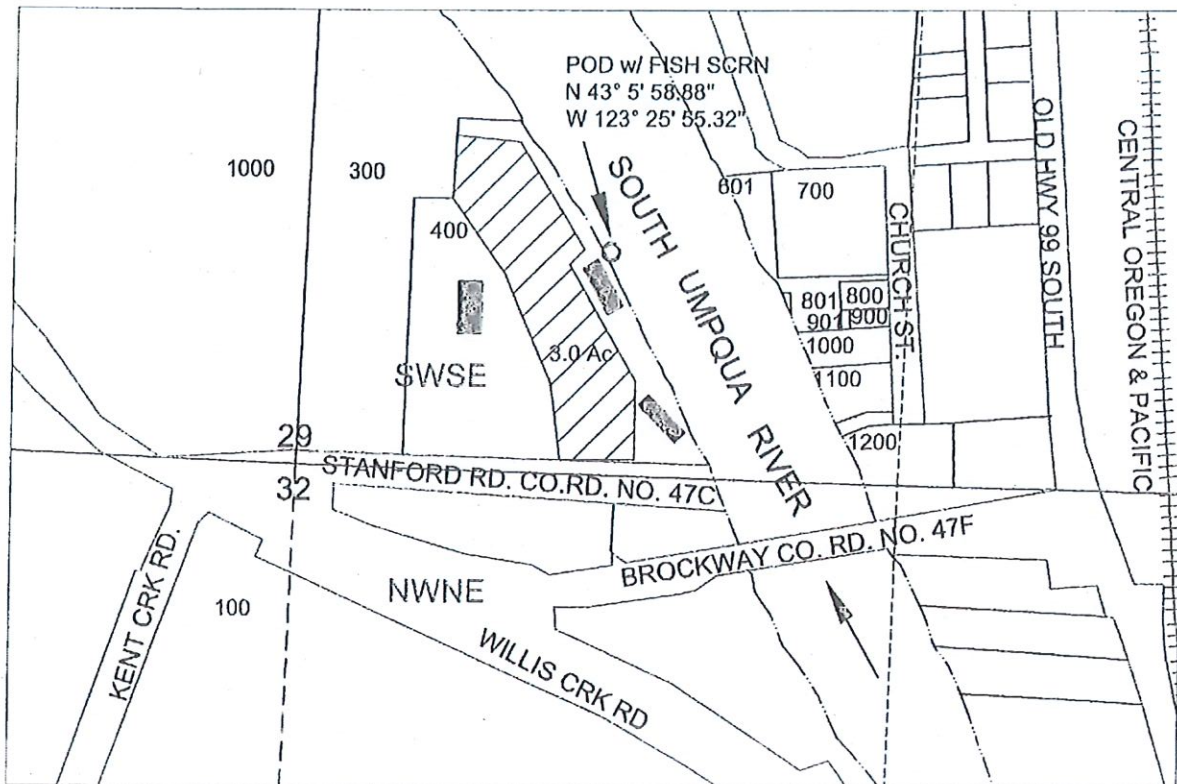 POD w/ FISH SCRN
N 43° 5' 58.88"
W 123° 25' 55.32"
1000
300
400
SOUTH UMPQUA RIVER
601
700
CHURCH ST.
OLD HWY 99 SOUTH
CENTRAL OREGON & PACIFIC
801
800
901
900
1000
1100
1200
3.0 Ac
SWSE
29
32
STANFORD RD. CO.RD. NO. 47C
BROCKWAY CO. RD. NO. 47F
NWNE
100
KENT CRK RD.
WILLIS CRK RD